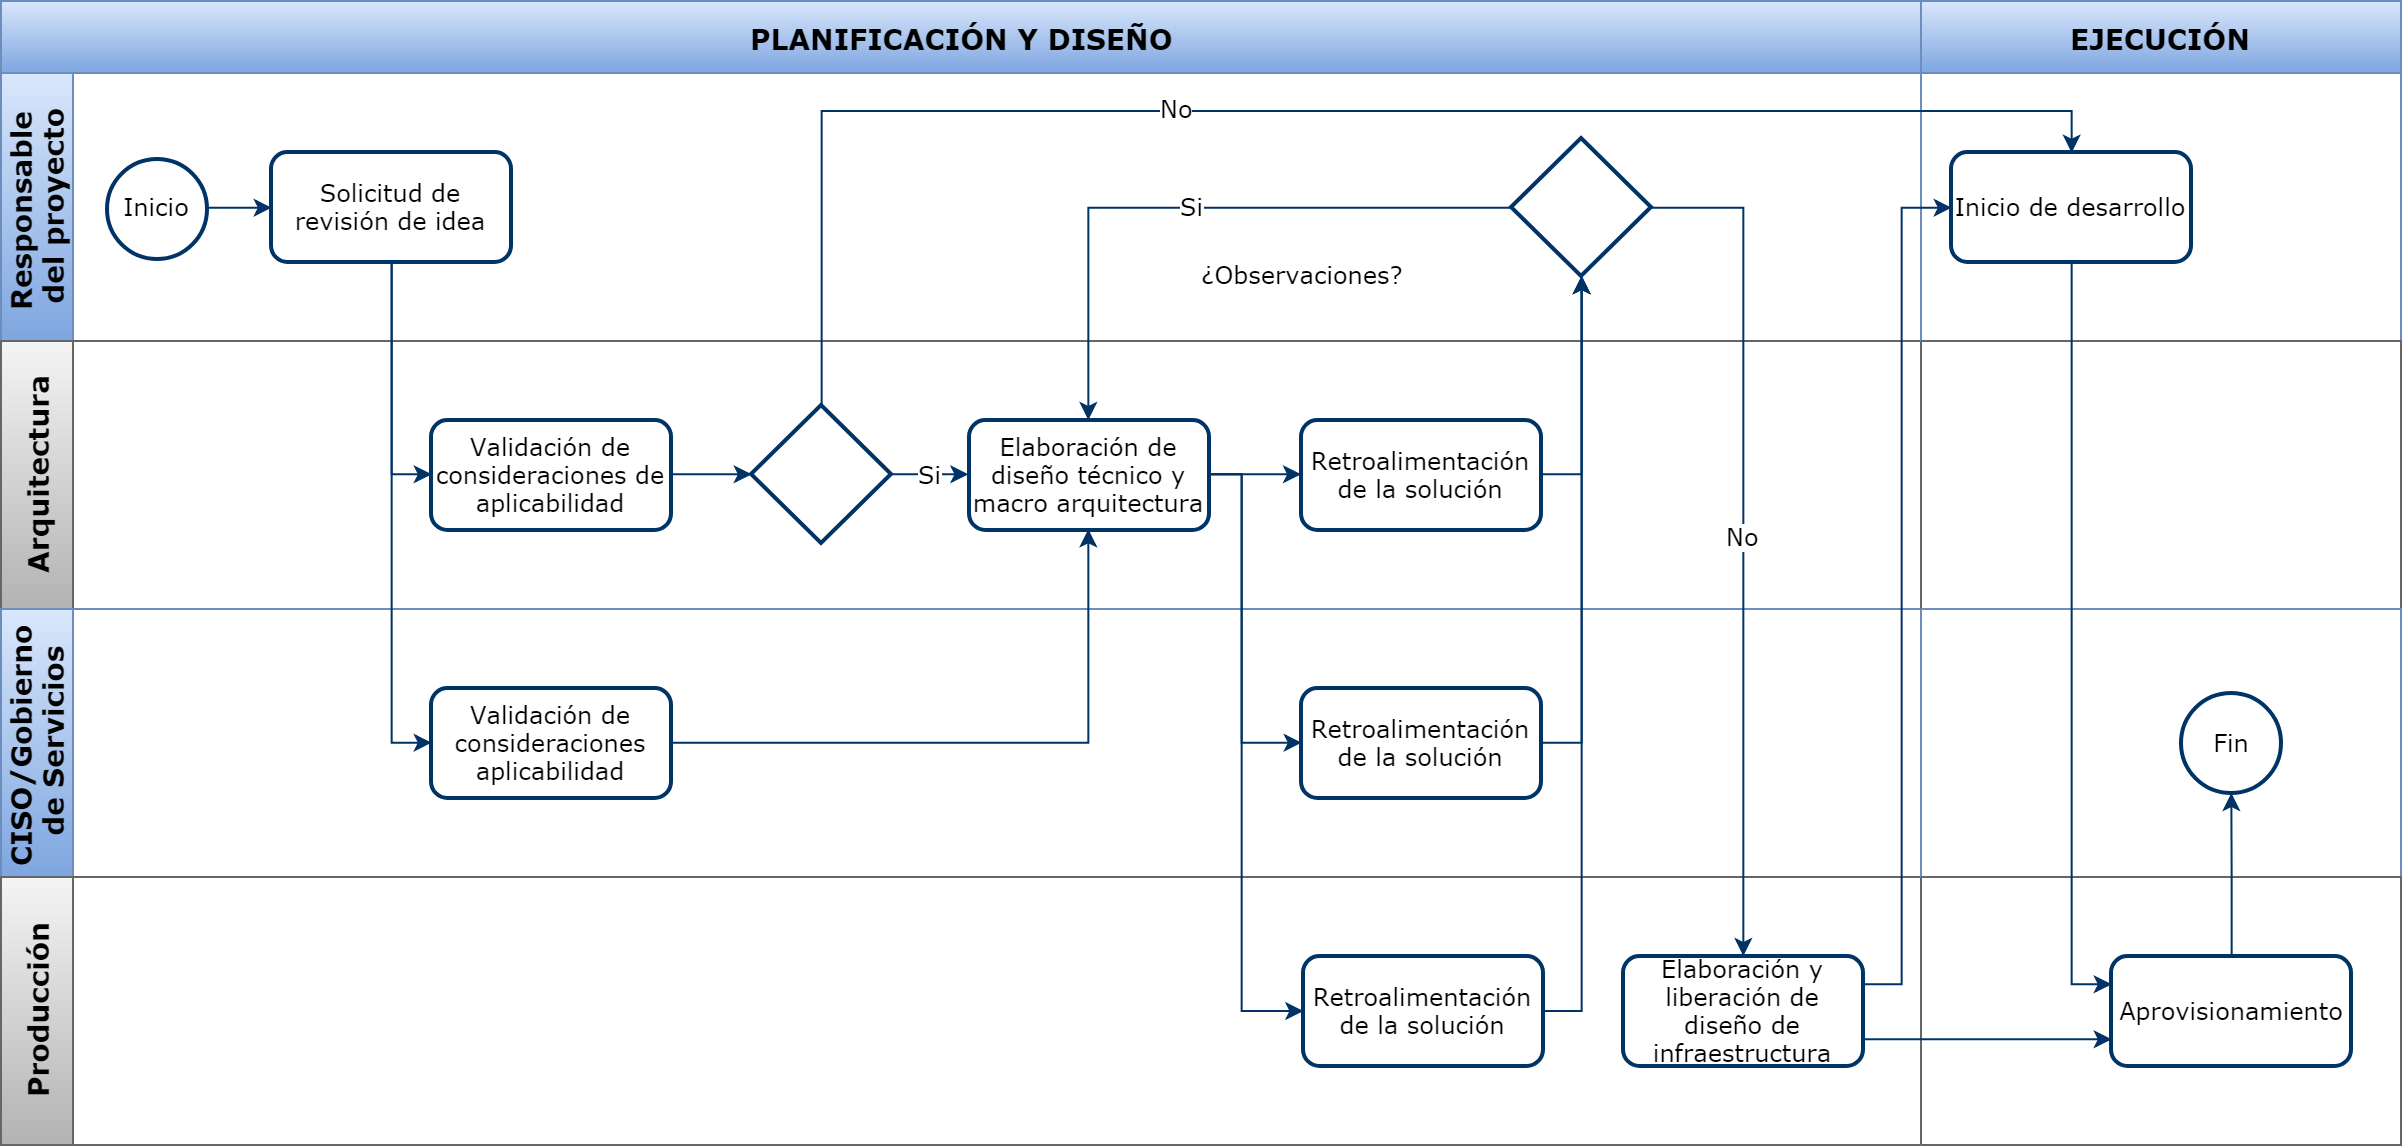 PLANIFICACIÓN Y DISEÑO
EJECUCIÓN
Responsable
del proyecto
Inicio
Solicitud de
revisión de idea
No
Si
¿Observaciones?
Inicio de desarrollo
Arquitectura
Validación de
consideraciones de
aplicabilidad
Si
Elaboración de
diseño técnico y
macro arquitectura
Retroalimentación
de la solución
No
CISO/Gobierno
de Servicios
Validación de
consideraciones
aplicabilidad
Retroalimentación
de la solución
Fin
Producción
Retroalimentación
de la solución
Elaboración y
liberación de
diseño de
infraestructura
Aprovisionamiento